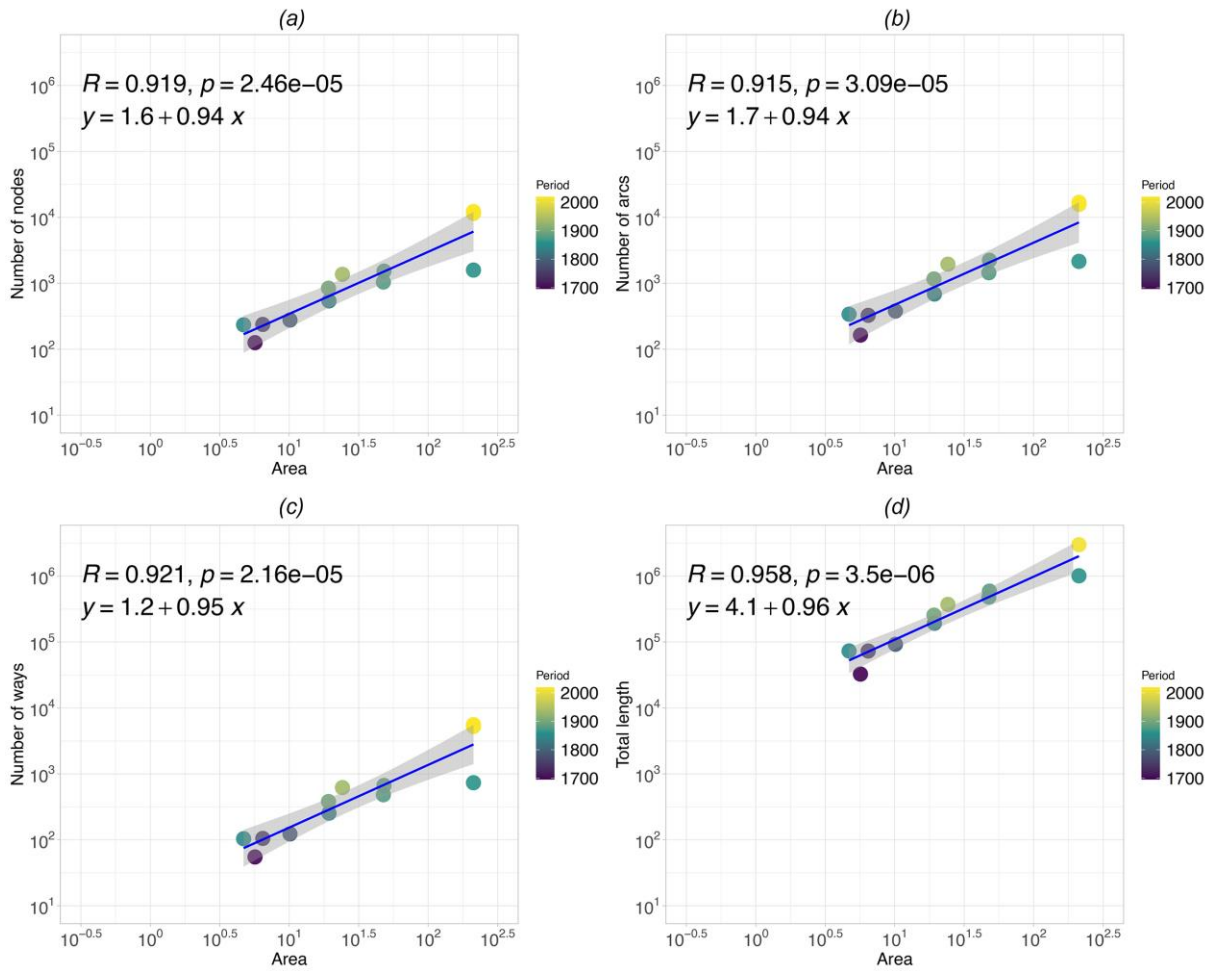 (a)
R = 0.919, p = 2.46e−05
y = 1.6 + 0.94 x
10^6
10^5
10^4
10^3
10^2
10^1
Number of nodes
10^−0.5 10^0 10^0.5 10^1 10^1.5 10^2 10^2.5
Area
Period
2000
1900
1800
1700
(b)
R = 0.915, p = 3.09e−05
y = 1.7 + 0.94 x
10^6
10^5
10^4
10^3
10^2
10^1
Number of arcs
10^−0.5 10^0 10^0.5 10^1 10^1.5 10^2 10^2.5
Area
Period
2000
1900
1800
1700
(c)
R = 0.921, p = 2.16e−05
y = 1.2 + 0.95 x
10^6
10^5
10^4
10^3
10^2
10^1
Number of ways
10^−0.5 10^0 10^0.5 10^1 10^1.5 10^2 10^2.5
Area
Period
2000
1900
1800
1700
(d)
R = 0.958, p = 3.5e−06
y = 4.1 + 0.96 x
10^6
10^5
10^4
10^3
10^2
10^1
Total length
10^−0.5 10^0 10^0.5 10^1 10^1.5 10^2 10^2.5
Area
Period
2000
1900
1800
1700